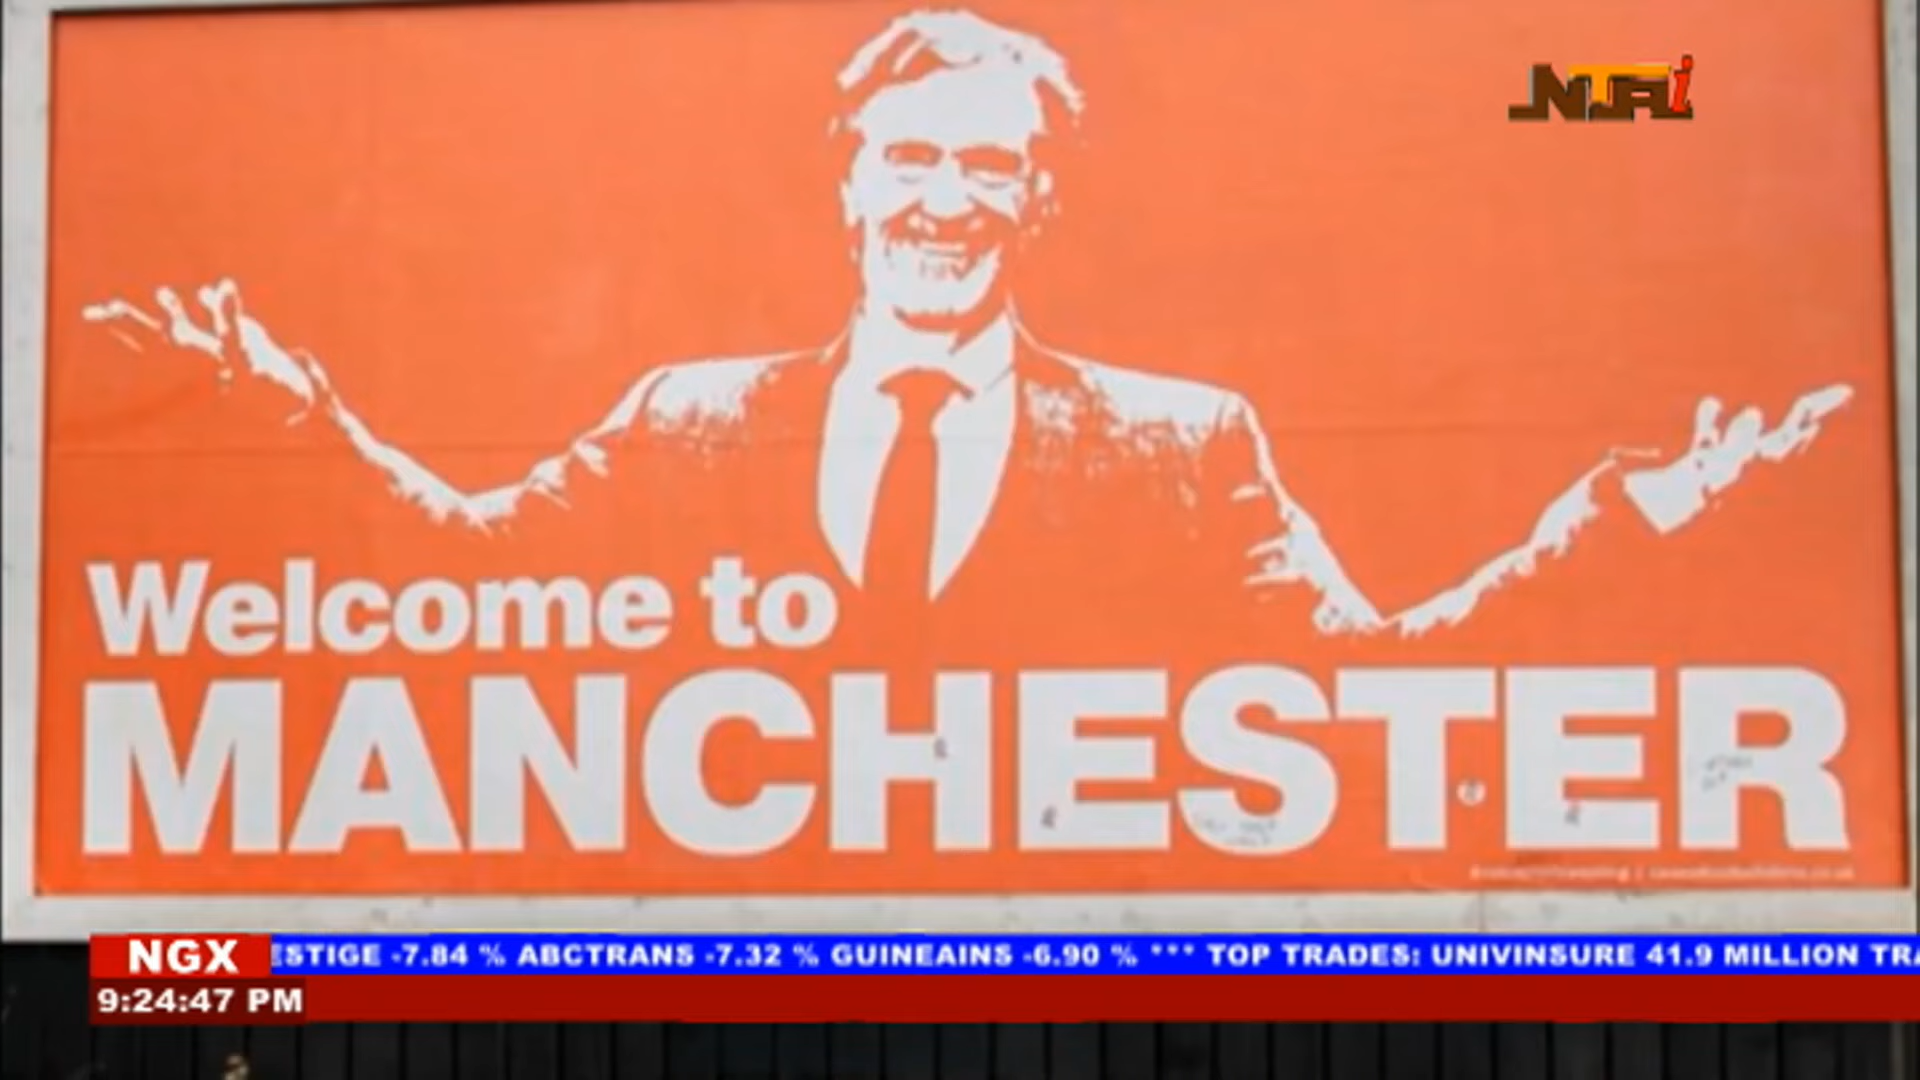 NTAi
Welcome to
MANCHESTER
NGX
ESTIGE -7.84 % ABCTRANS -7.32 % GUINEAINS -6.90 % *** TOP TRADES: UNIVINSURE 41.9 MILLION TRA
9:24:47 PM